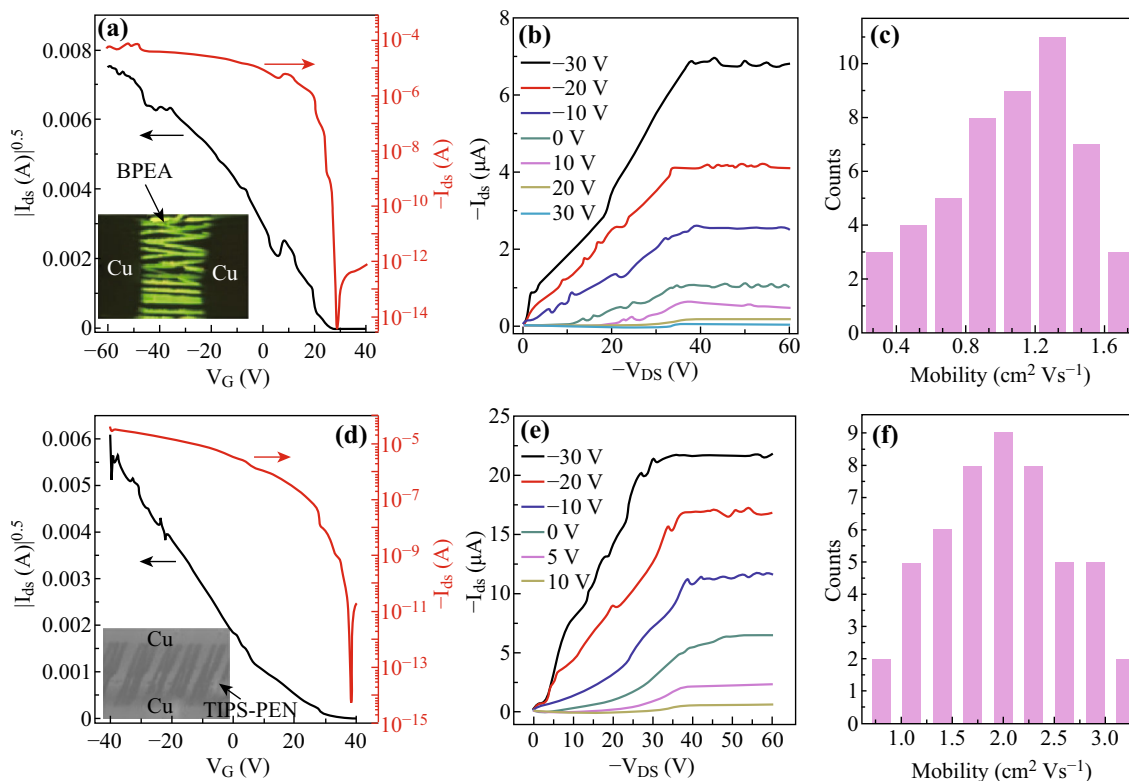 (a)
0.008
0.006
0.004
0.002
0
|I_ds (A)|^0.5
10^−4
10^−6
10^−8
10^−10
10^−12
10^−14
−I_ds (A)
BPEA
Cu
Cu
−60 −40 −20 0 20 40
V_G (V)
(b)
8
6
4
2
0
−I_ds (μA)
−30 V
−20 V
−10 V
0 V
10 V
20 V
30 V
0 10 20 30 40 50 60
−V_DS (V)
(c)
10
8
6
4
2
0
Counts
0.4 0.8 1.2 1.6
Mobility (cm^2 Vs^−1)
(d)
0.006
0.005
0.004
0.003
0.002
0.001
0.000
|I_ds (A)|^0.5
10^−5
10^−7
10^−9
10^−11
10^−13
10^−15
−I_ds (A)
Cu
TIPS-PEN
Cu
−40 −20 0 20 40
V_G (V)
(e)
25
20
15
10
5
0
−I_ds (μA)
−30 V
−20 V
−10 V
0 V
5 V
10 V
0 10 20 30 40 50 60
−V_DS (V)
(f)
9
8
7
6
5
4
3
2
1
0
Counts
1.0 1.5 2.0 2.5 3.0
Mobility (cm^2 Vs^−1)